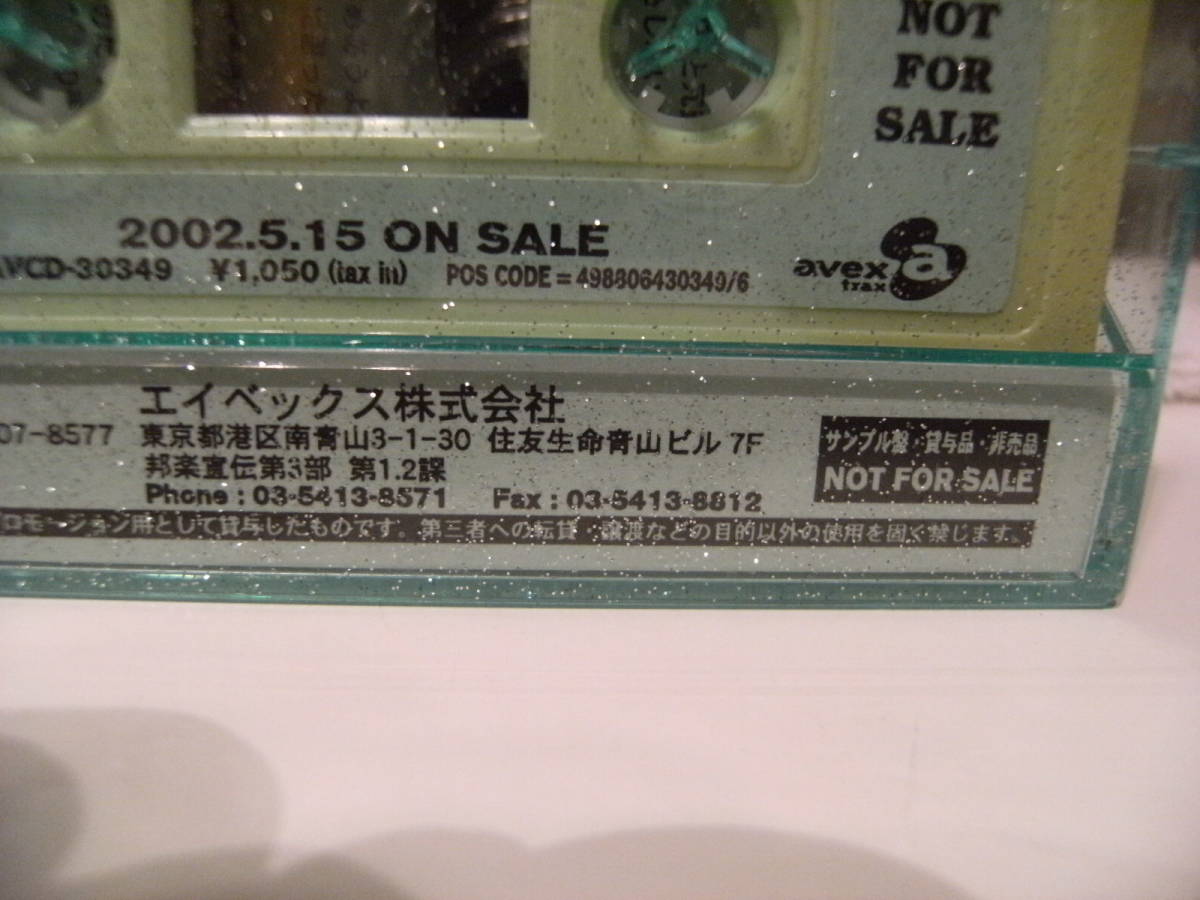 NOT
FOR
SALE
2002.5.15 ON SALE
AVCD-30349 ¥1,050 (tax in) POS CODE = 498806430349/6
avex
trax
エイベックス株式会社
07-8577 東京都港区南青山3-1-30 住友生命青山ビル 7F
邦楽宣伝第3部 第1.2課
Phone : 03-5413-8571 Fax : 03-5413-8812
サンプル盤・貸与品・非売品
NOT FOR SALE
ロモーション用として貸与したものです。第三者への転貸・譲渡などの目的以外の使用を固く禁じます。